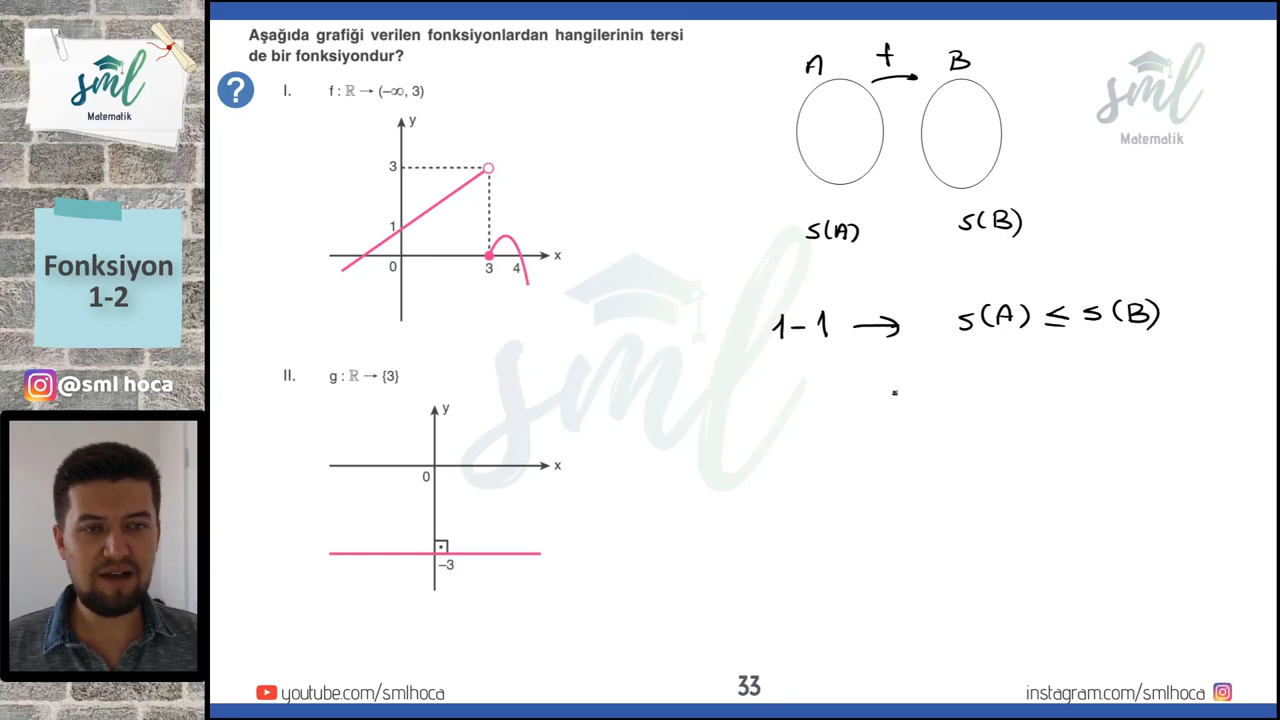 sml
Matematik
Fonksiyon
1-2
@sml hoca
Aşağıda grafiği verilen fonksiyonlardan hangilerinin tersi
de bir fonksiyondur?
?
I. f : ℝ → (–∞, 3)
y
3
1
0
3
4
x
II. g : ℝ → {3}
y
0
x
–3
A f B
s(A) s(B)
1-1 → s(A) ≤ s(B)
sml
Matematik
sml
youtube.com/smlhoca
33
instagram.com/smlhoca